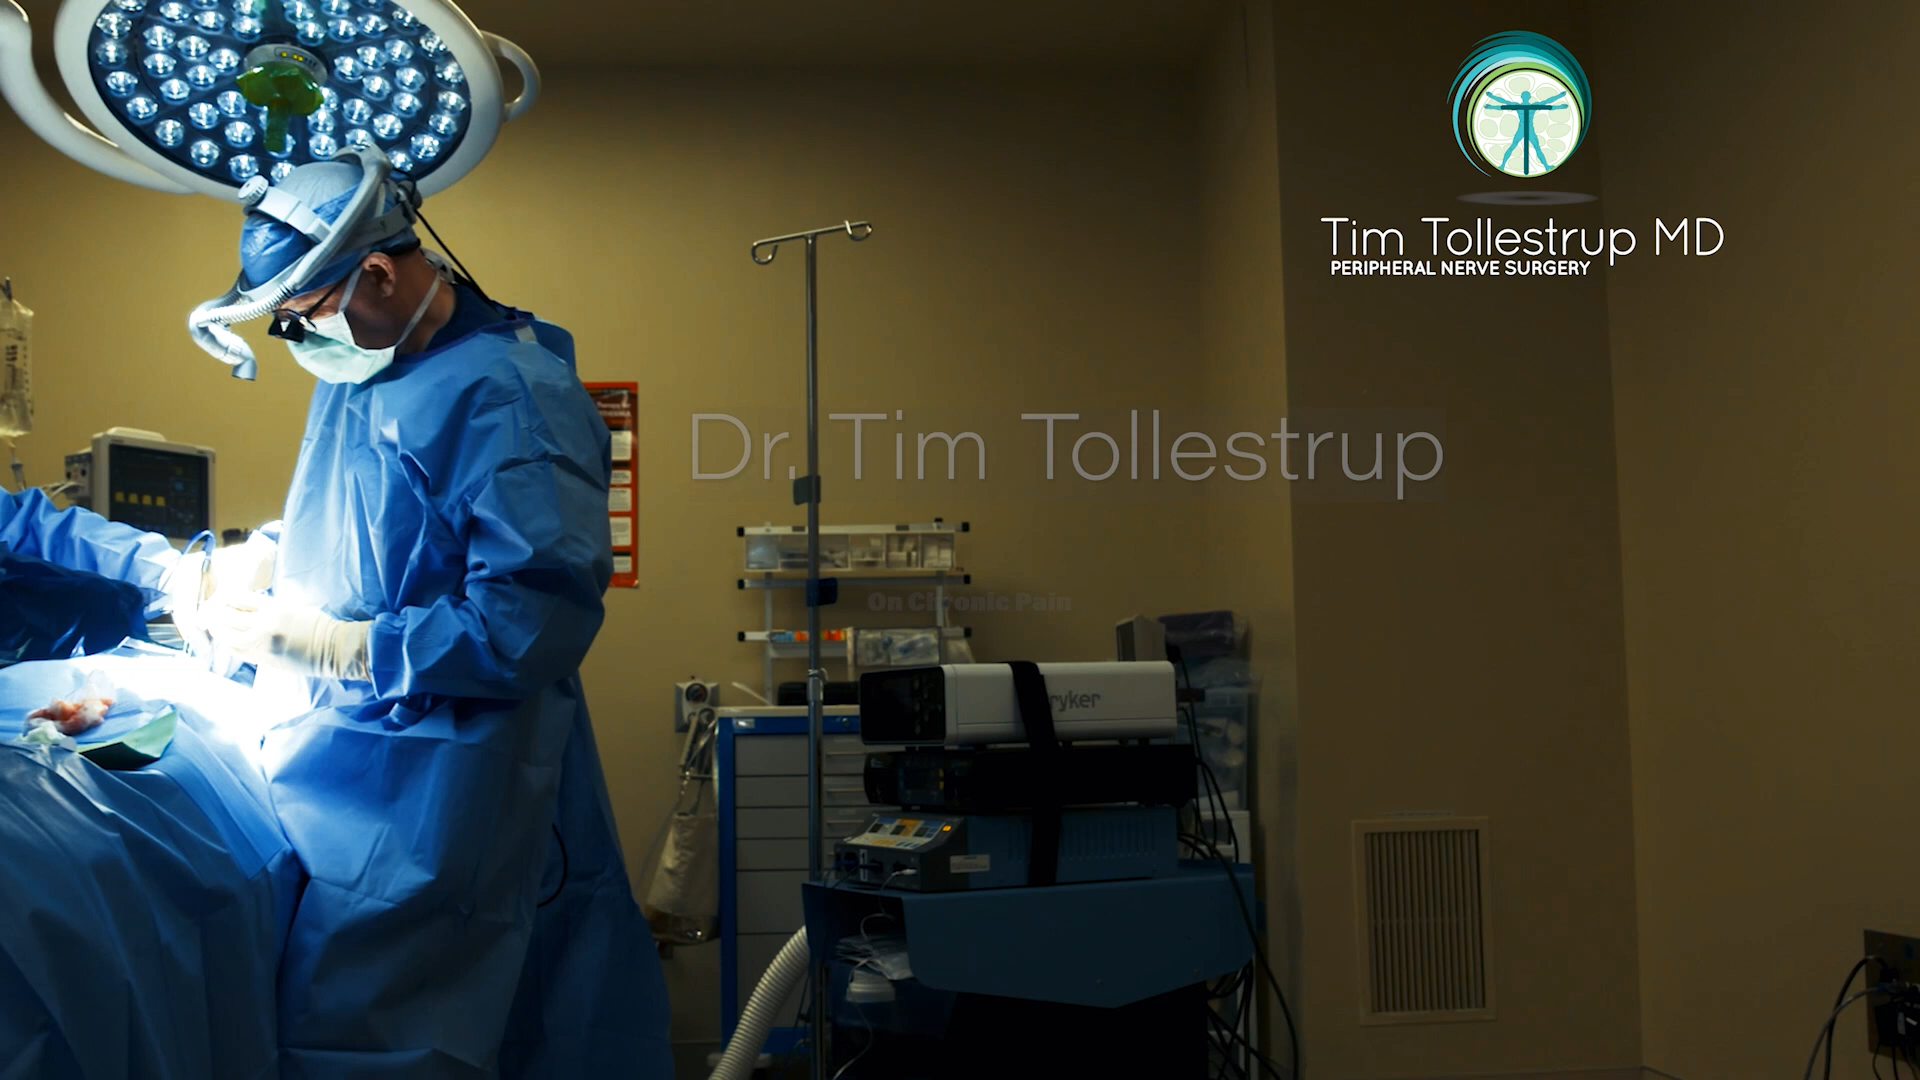 Tim Tollestrup MD
PERIPHERAL NERVE SURGERY
Dr. Tim Tollestrup
On Chronic Pain
ryker